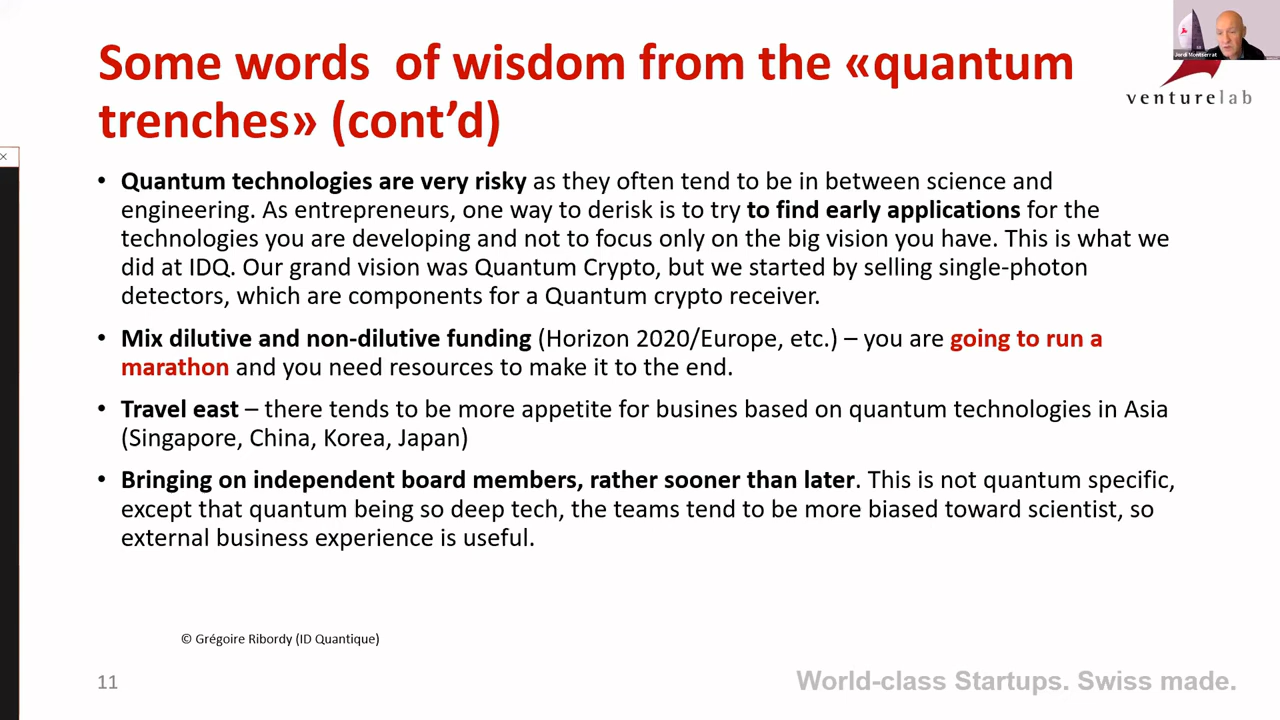 Some words  of wisdom from the «quantum
trenches» (cont’d)
Jordi Montserrat
venturelab
• Quantum technologies are very risky as they often tend to be in between science and
engineering. As entrepreneurs, one way to derisk is to try to find early applications for the
technologies you are developing and not to focus only on the big vision you have. This is what we
did at IDQ. Our grand vision was Quantum Crypto, but we started by selling single-photon
detectors, which are components for a Quantum crypto receiver.
• Mix dilutive and non-dilutive funding (Horizon 2020/Europe, etc.) – you are going to run a
marathon and you need resources to make it to the end.
• Travel east – there tends to be more appetite for busines based on quantum technologies in Asia
(Singapore, China, Korea, Japan)
• Bringing on independent board members, rather sooner than later. This is not quantum specific,
except that quantum being so deep tech, the teams tend to be more biased toward scientist, so
external business experience is useful.
© Grégoire Ribordy (ID Quantique)
11
World-class Startups. Swiss made.